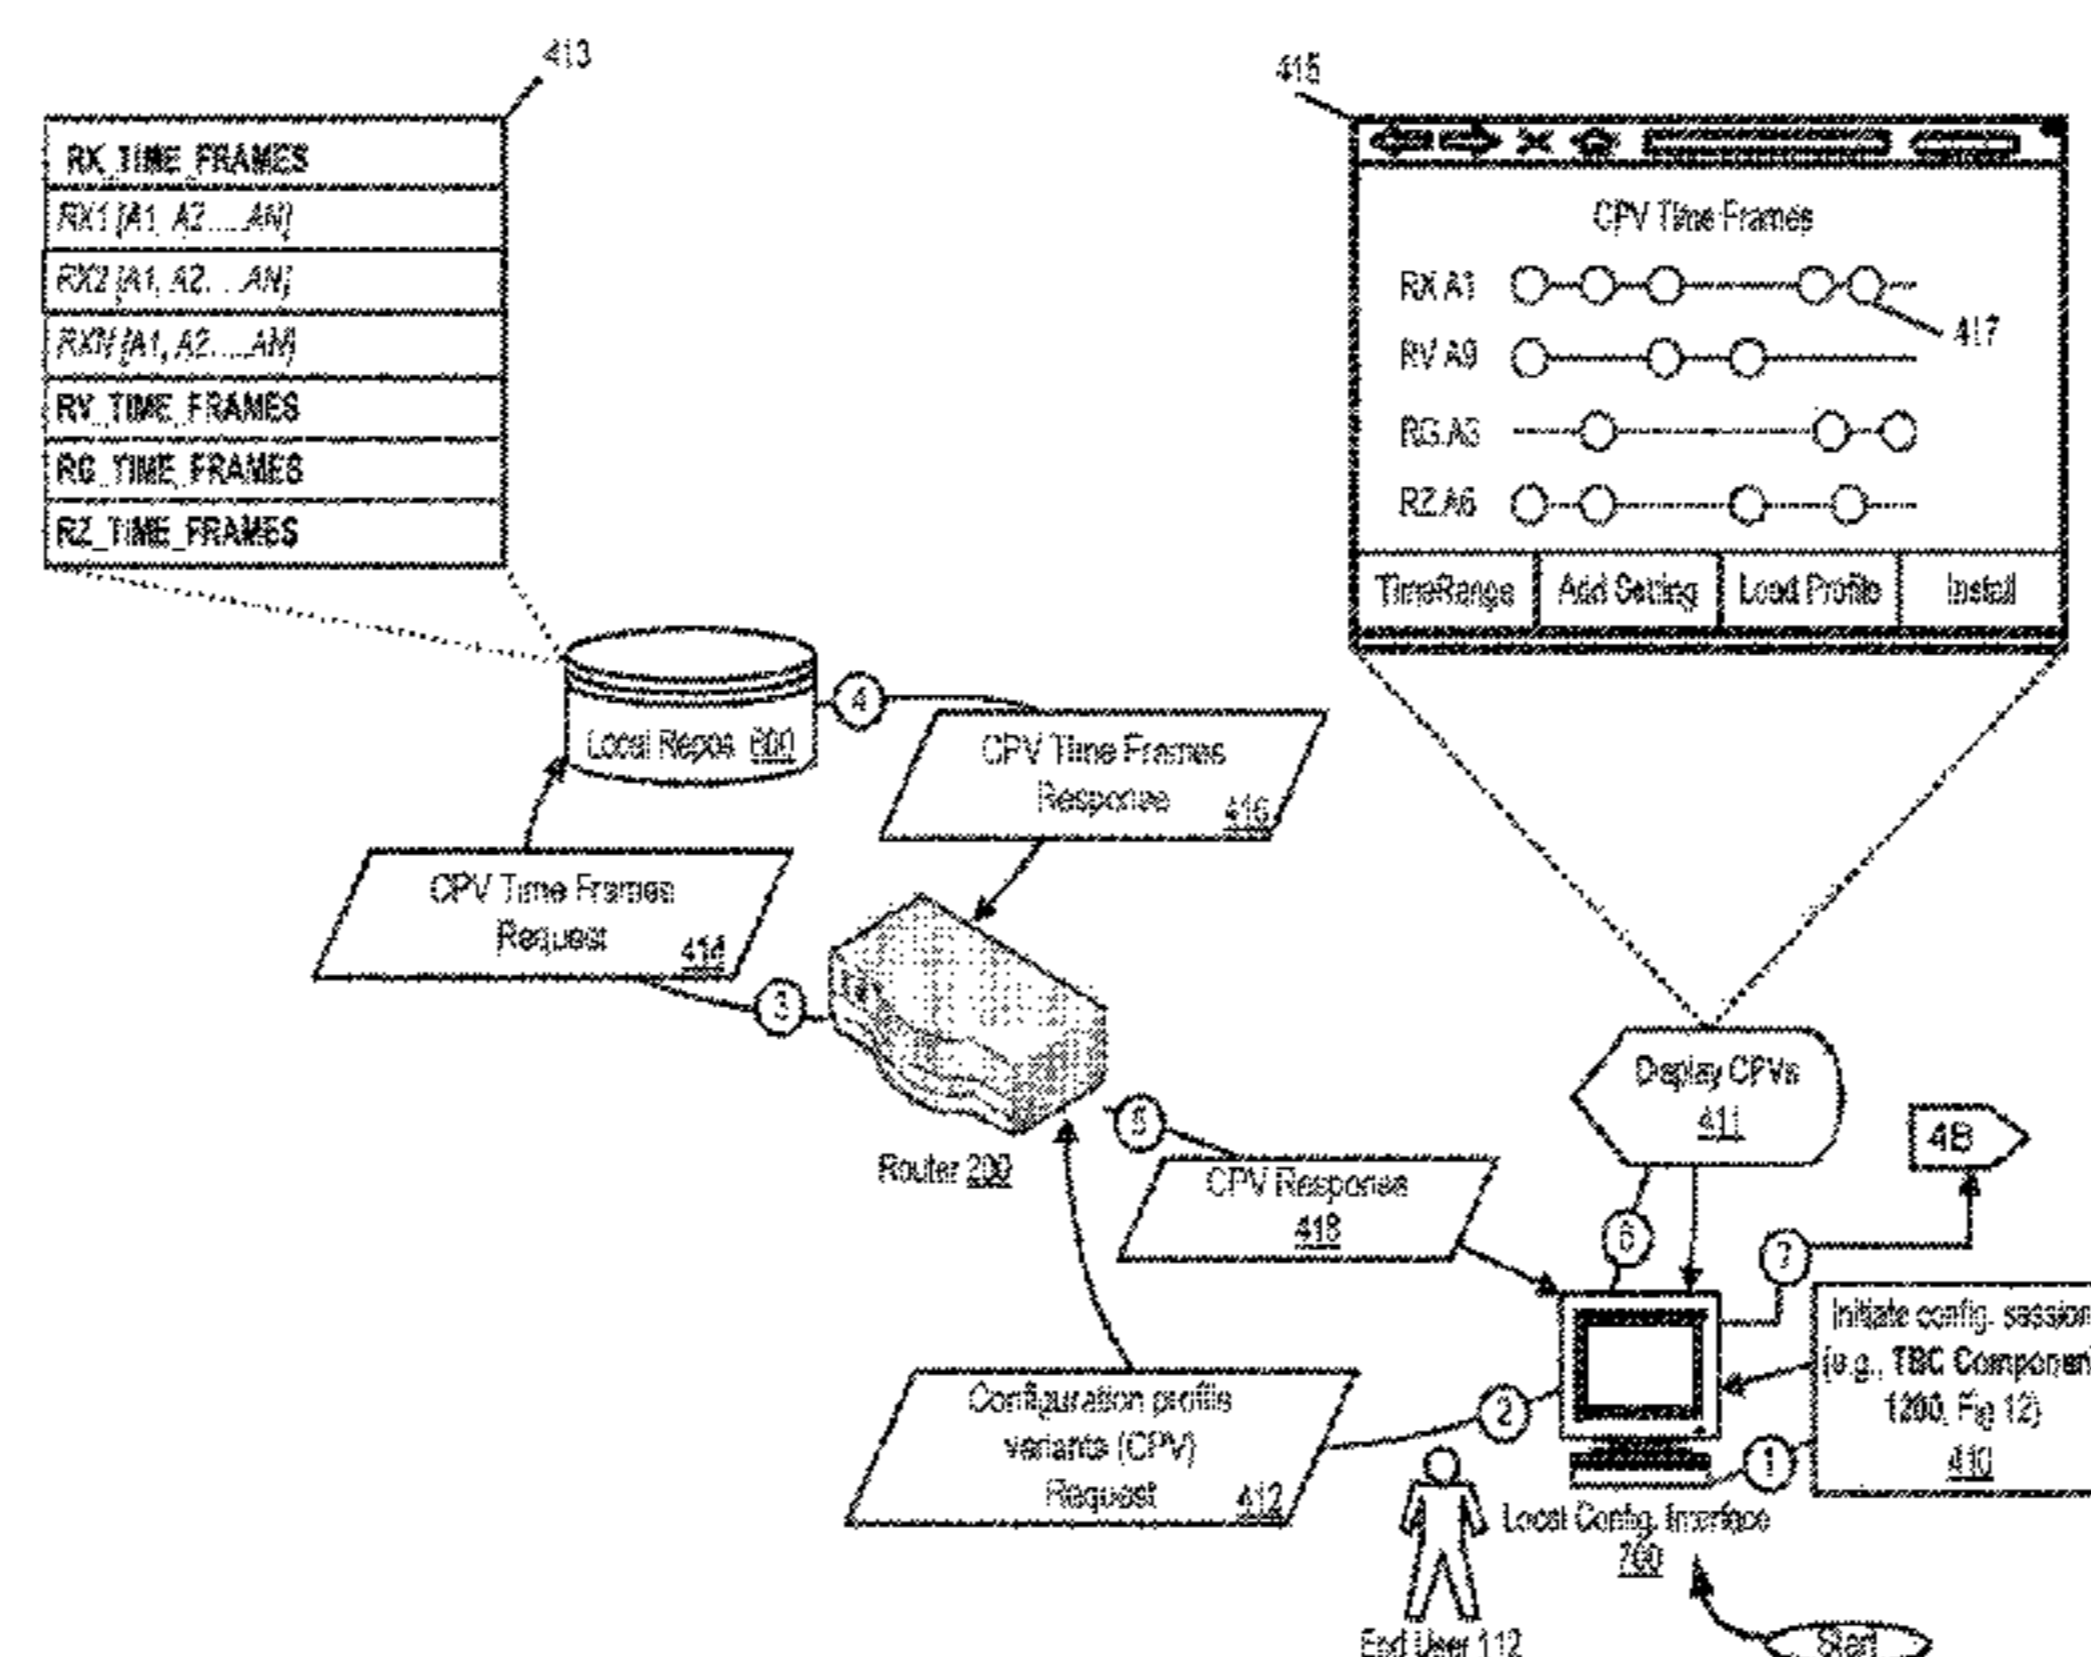 413
RX_TIME_FRAMES
RX1 [A1, A2.....AN]
RX2 [A1, A2.....AN]
RXN [A1, A2.....AN]
RY_TIME_FRAMES
RG_TIME_FRAMES
RZ_TIME_FRAMES
415
CPV Time Frames
RX.A1
417
RV.A9
RZ.A6
TimeRange
Add Setting
Load Profile
Install
4
Local Repos.
CPV Time Frames
Response
416
CPV Time Frames
Request
414
3
Router 200
5
CPV Response
418
Display CPVs
411
4B
6
7
Initiate config. session
(e.g., TBC Component
1200, Fig 12)
410
1
2
Configuration profile
variants (CPV)
Request
412
Local Config. Interface
700
End User 112
Start